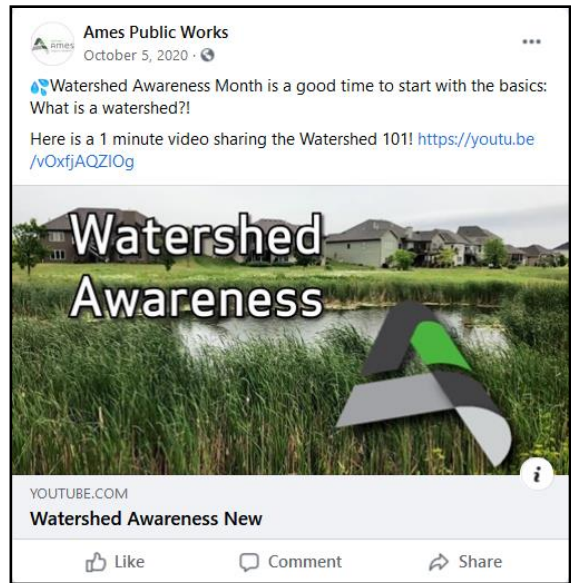 Ames Public Works
October 5, 2020 ·
💦Watershed Awareness Month is a good time to start with the basics:
What is a watershed?!
Here is a 1 minute video sharing the Watershed 101! https://youtu.be
/vOxfjAQZIOg
Ames
Watershed
Awareness
i
YOUTUBE.COM
Watershed Awareness New
Like
Comment
Share